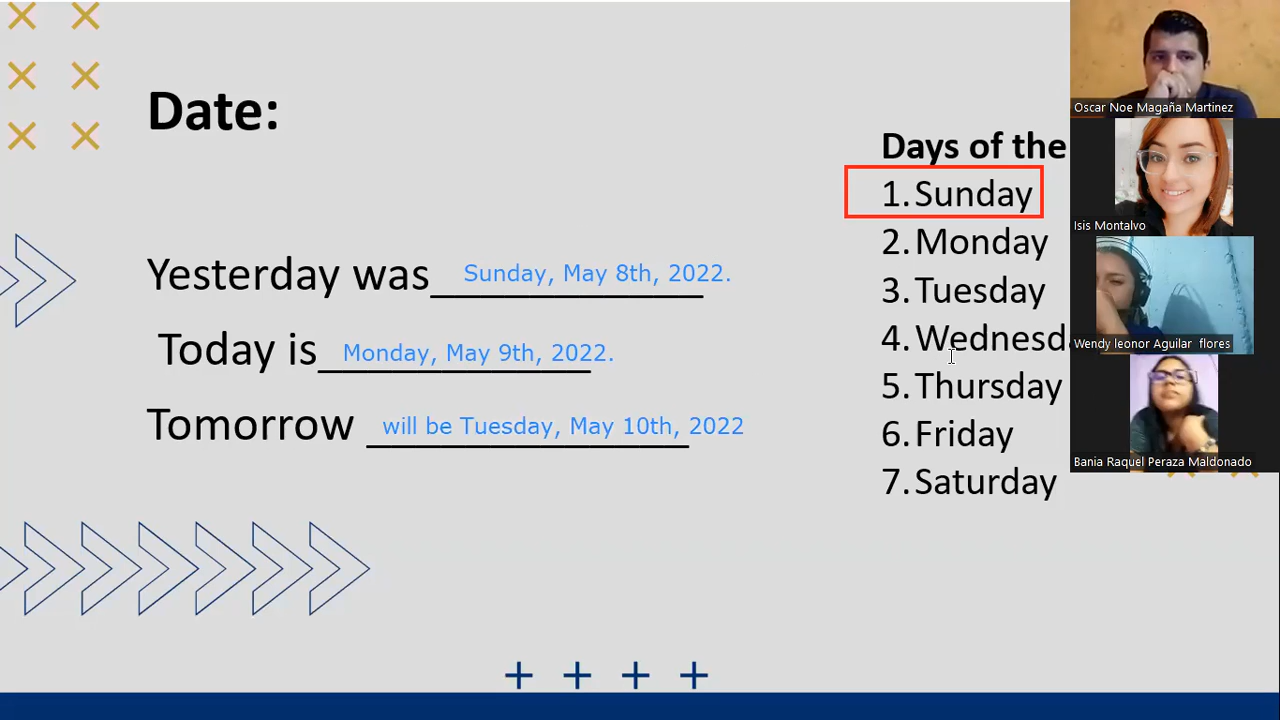 Date:
Yesterday was Sunday, May 8th, 2022.
Today is Monday, May 9th, 2022.
Tomorrow will be Tuesday, May 10th, 2022
Days of the
1. Sunday
2. Monday
3. Tuesday
4. Wednesd
5. Thursday
6. Friday
7. Saturday
Oscar Noe Magaña Martinez
Isis Montalvo
Wendy leonor Aguilar flores
Bania Raquel Peraza Maldonado